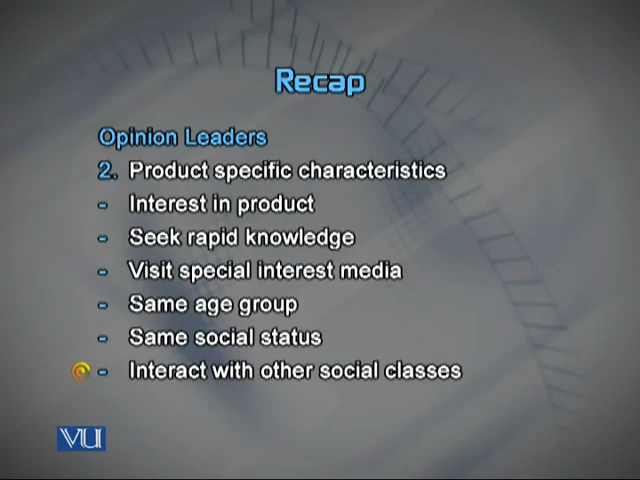 Recap
Opinion Leaders
2. Product specific characteristics
- Interest in product
- Seek rapid knowledge
- Visit special interest media
- Same age group
- Same social status
- Interact with other social classes
VU